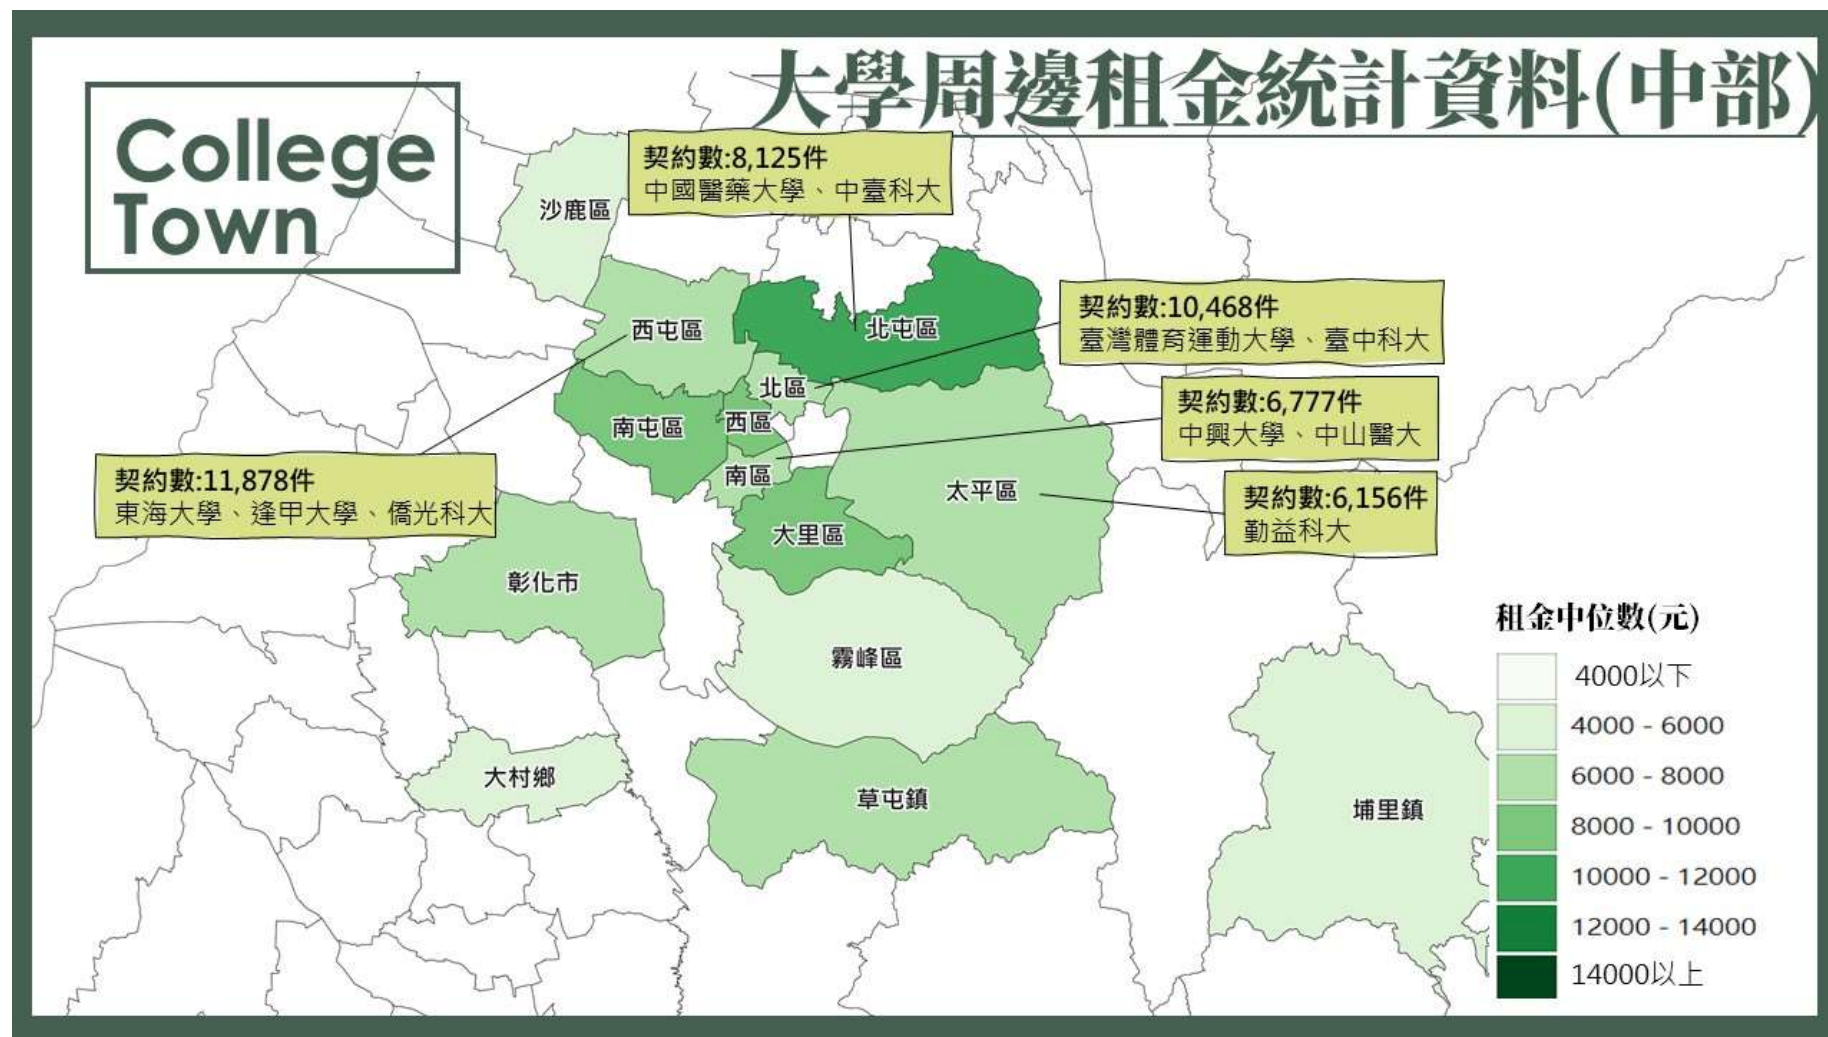 大學周邊租金統計資料(中部)
College
Town
契約數:8,125件
中國醫藥大學、中臺科大
沙鹿區
契約數:10,468件
臺灣體育運動大學、臺中科大
西屯區
北屯區
北區
契約數:6,777件
中興大學、中山醫大
南屯區
西區
南區
契約數:11,878件
東海大學、逢甲大學、僑光科大
太平區
契約數:6,156件
勤益科大
大里區
彰化市
霧峰區
大村鄉
草屯鎮
埔里鎮
租金中位數(元)
4000以下
4000 - 6000
6000 - 8000
8000 - 10000
10000 - 12000
12000 - 14000
14000以上